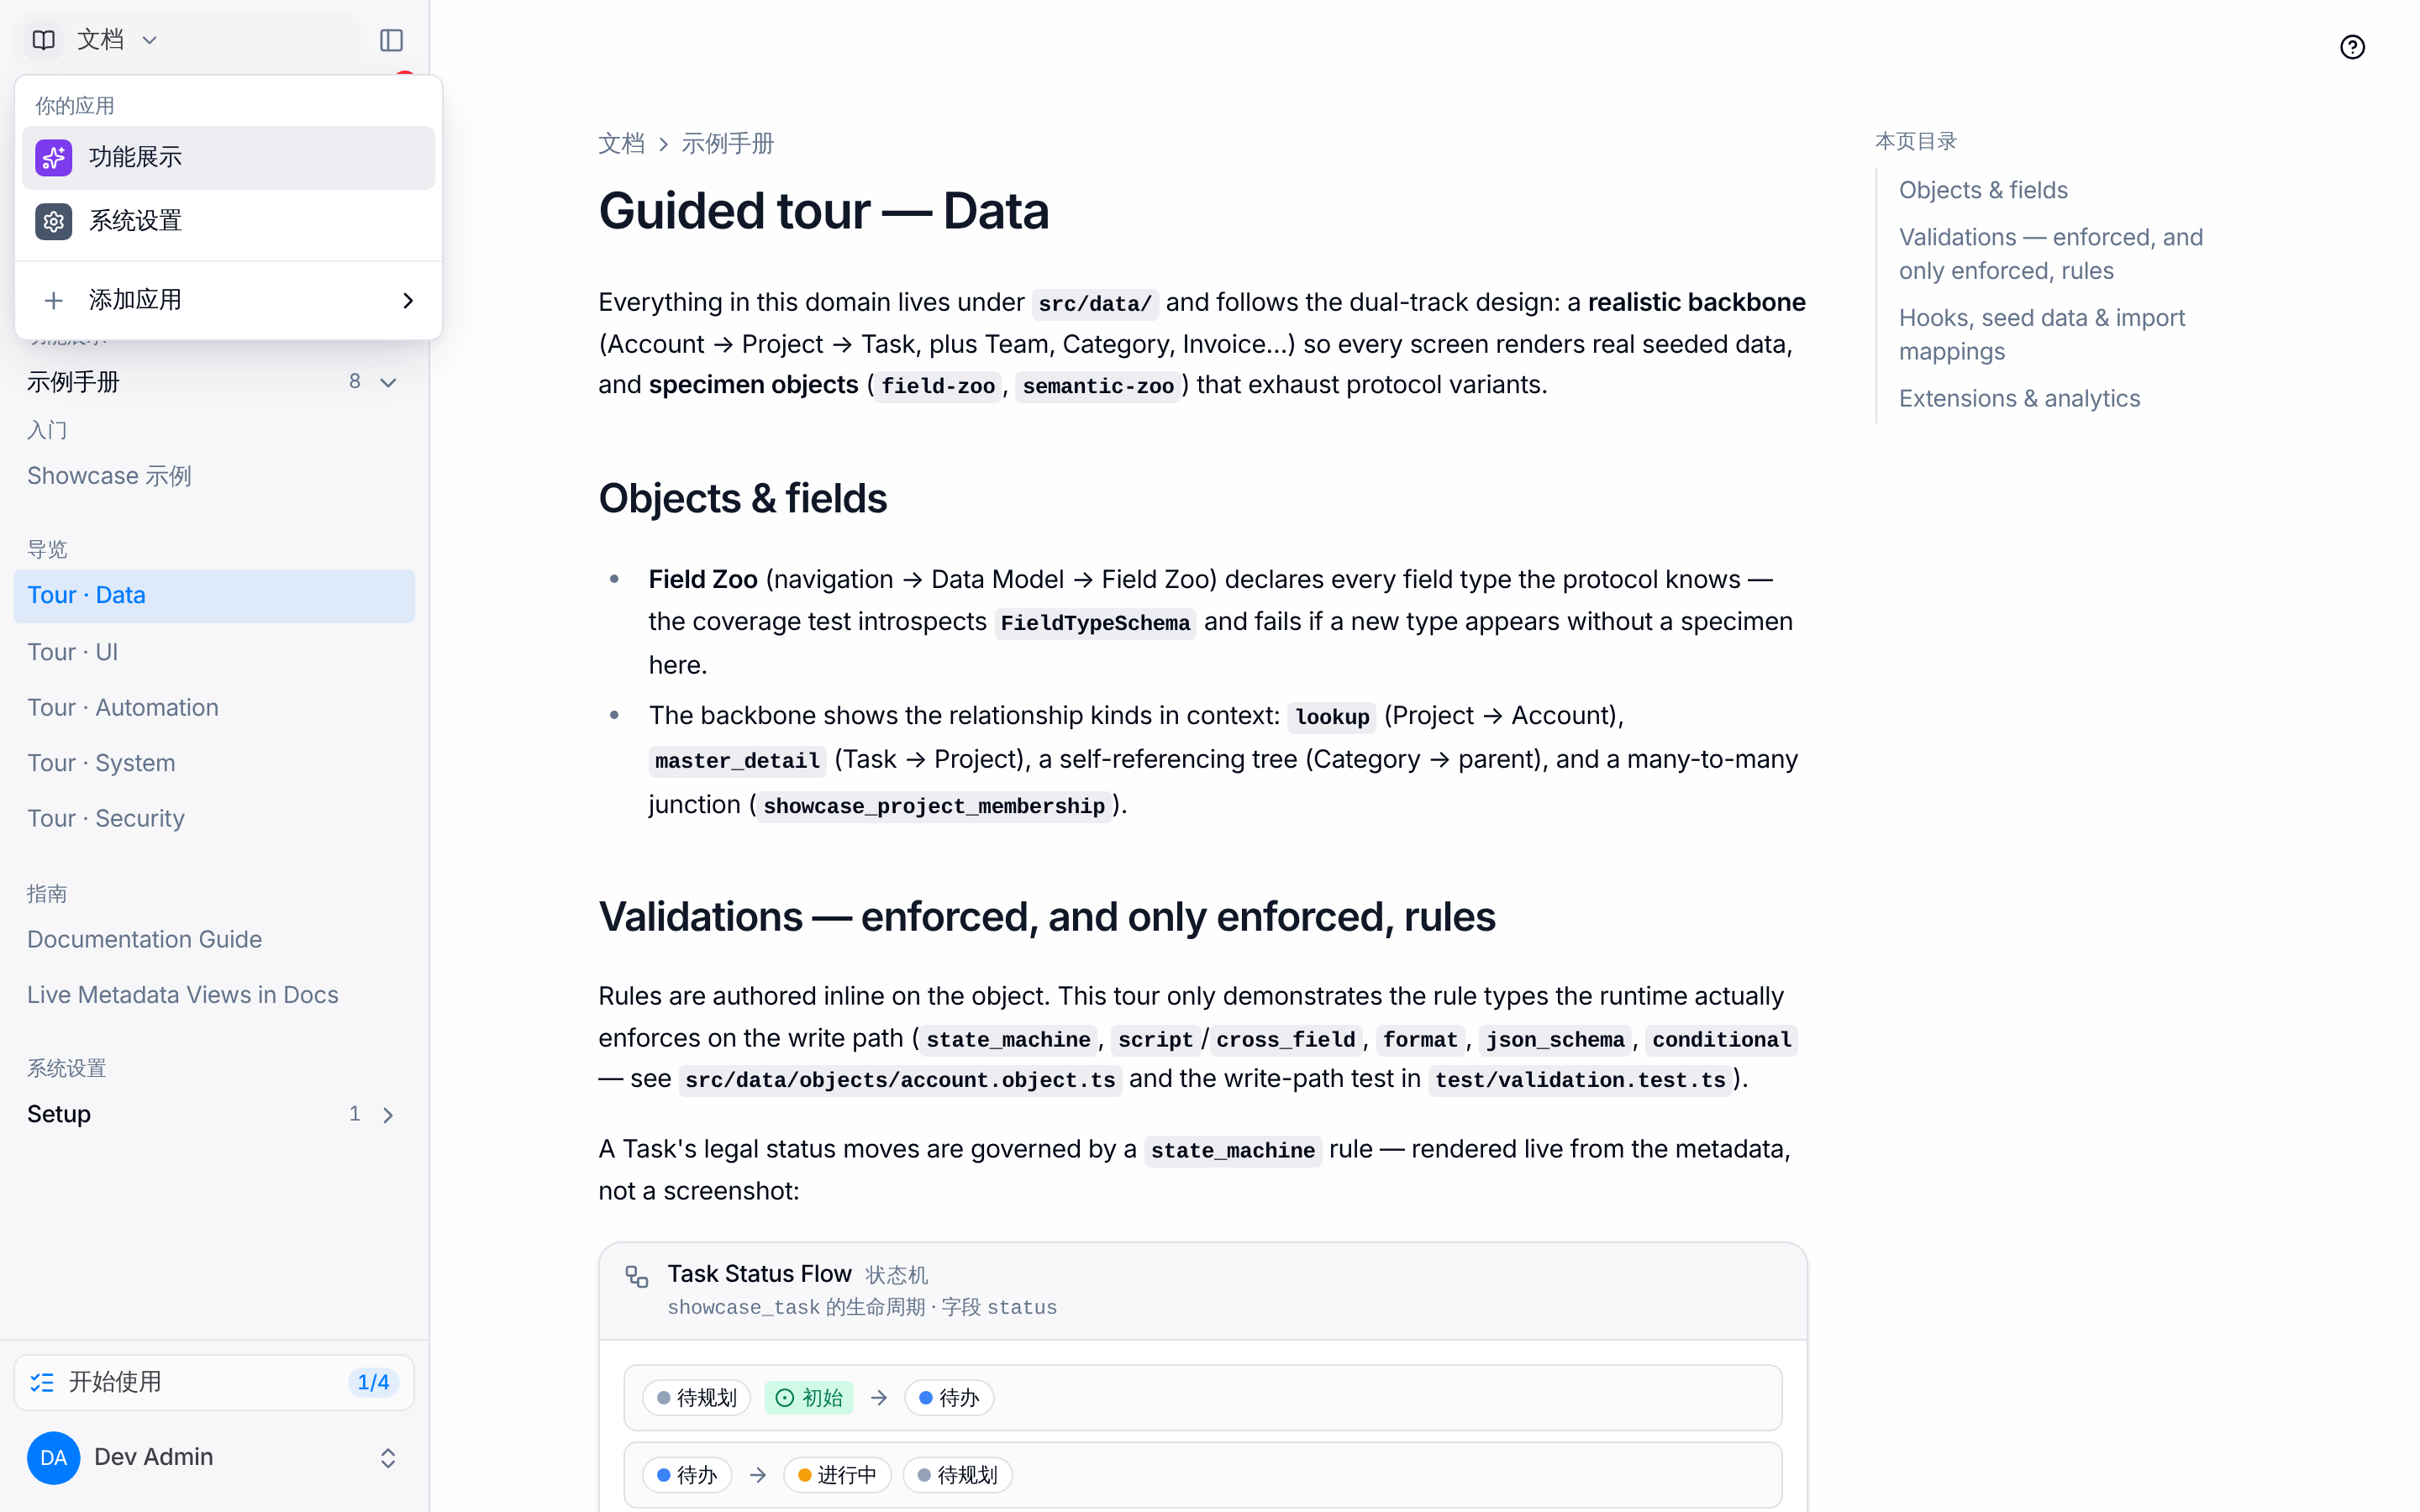 文档
你的应用
功能展示
系统设置
添加应用
示例手册 8
入门
Showcase 示例
导览
Tour · Data
Tour · UI
Tour · Automation
Tour · System
Tour · Security
指南
Documentation Guide
Live Metadata Views in Docs
系统设置
Setup 1
开始使用 1/4
DA Dev Admin
文档 > 示例手册
Guided tour — Data
Everything in this domain lives under src/data/ and follows the dual-track design: a realistic backbone
(Account → Project → Task, plus Team, Category, Invoice…) so every screen renders real seeded data,
and specimen objects (field-zoo, semantic-zoo) that exhaust protocol variants.
Objects & fields
• Field Zoo (navigation → Data Model → Field Zoo) declares every field type the protocol knows —
the coverage test introspects FieldTypeSchema and fails if a new type appears without a specimen
here.
• The backbone shows the relationship kinds in context: lookup (Project → Account),
master_detail (Task → Project), a self-referencing tree (Category → parent), and a many-to-many
junction (showcase_project_membership).
Validations — enforced, and only enforced, rules
Rules are authored inline on the object. This tour only demonstrates the rule types the runtime actually
enforces on the write path (state_machine, script/cross_field, format, json_schema, conditional
— see src/data/objects/account.object.ts and the write-path test in test/validation.test.ts).
A Task's legal status moves are governed by a state_machine rule — rendered live from the metadata,
not a screenshot:
Task Status Flow 状态机
showcase_task 的生命周期 · 字段 status
待规划 初始 → 待办
待办 → 进行中 待规划
本页目录
Objects & fields
Validations — enforced, and
only enforced, rules
Hooks, seed data & import
mappings
Extensions & analytics